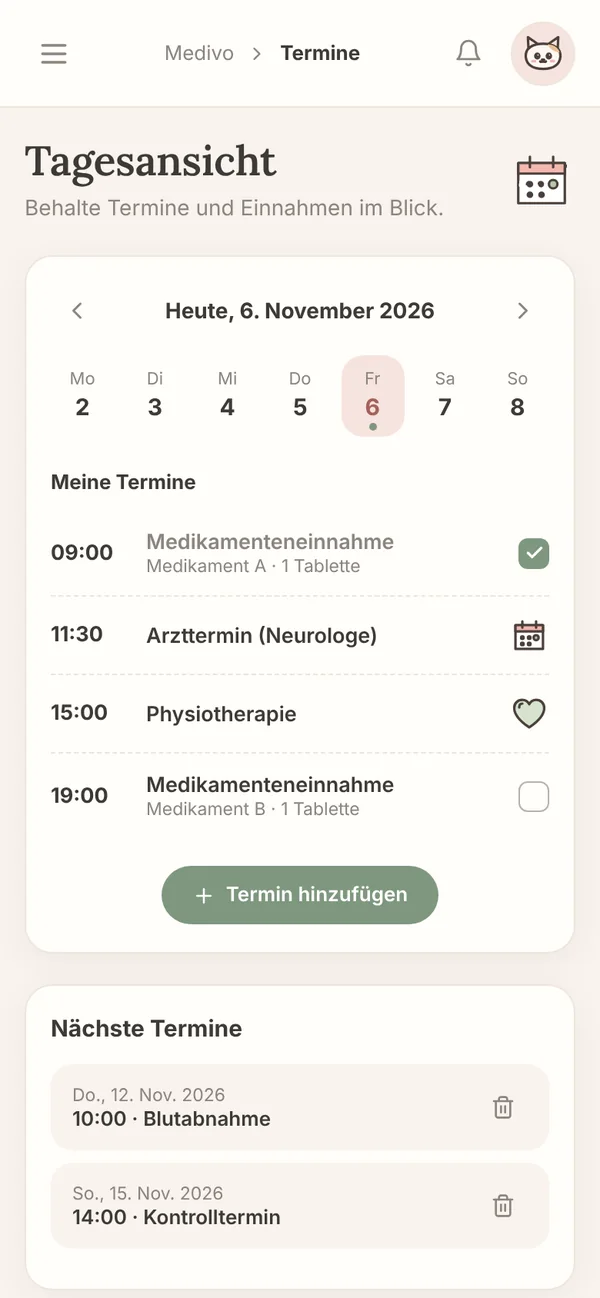 Medivo > Termine
Tagesansicht
Behalte Termine und Einnahmen im Blick.
Heute, 6. November 2026
Mo Di Mi Do Fr Sa So
2 3 4 5 6 7 8
Meine Termine
09:00 Medikamenteneinnahme
Medikament A · 1 Tablette
11:30 Arzttermin (Neurologe)
15:00 Physiotherapie
19:00 Medikamenteneinnahme
Medikament B · 1 Tablette
+ Termin hinzufügen
Nächste Termine
Do., 12. Nov. 2026
10:00 · Blutabnahme
So., 15. Nov. 2026
14:00 · Kontrolltermin